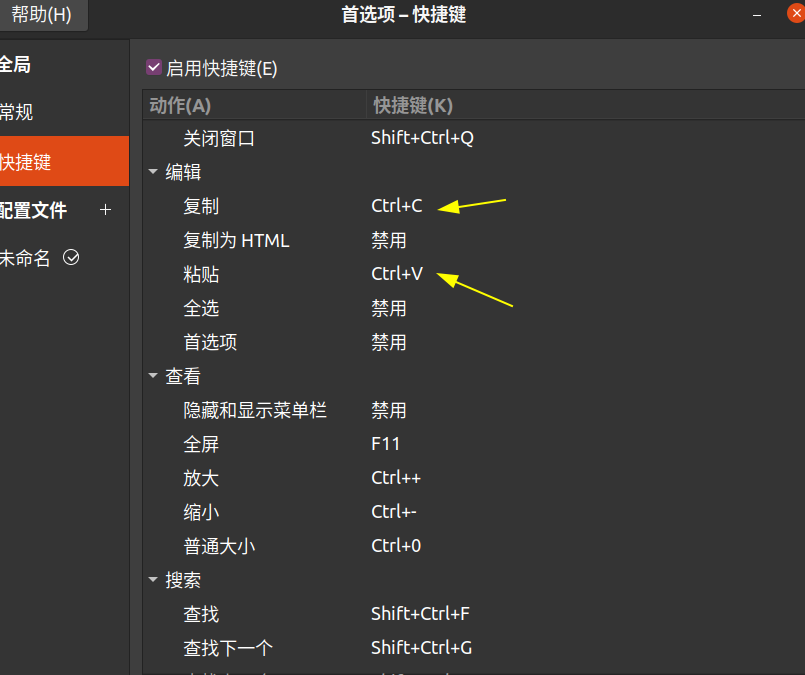 帮助(H)
首选项 – 快捷键
全局
常规
快捷键
配置文件 +
未命名
启用快捷键(E)
动作(A) 快捷键(K)
关闭窗口 Shift+Ctrl+Q
编辑
复制 Ctrl+C
复制为 HTML 禁用
粘贴 Ctrl+V
全选 禁用
首选项 禁用
查看
隐藏和显示菜单栏 禁用
全屏 F11
放大 Ctrl++
缩小 Ctrl+-
普通大小 Ctrl+0
搜索
查找 Shift+Ctrl+F
查找下一个 Shift+Ctrl+G